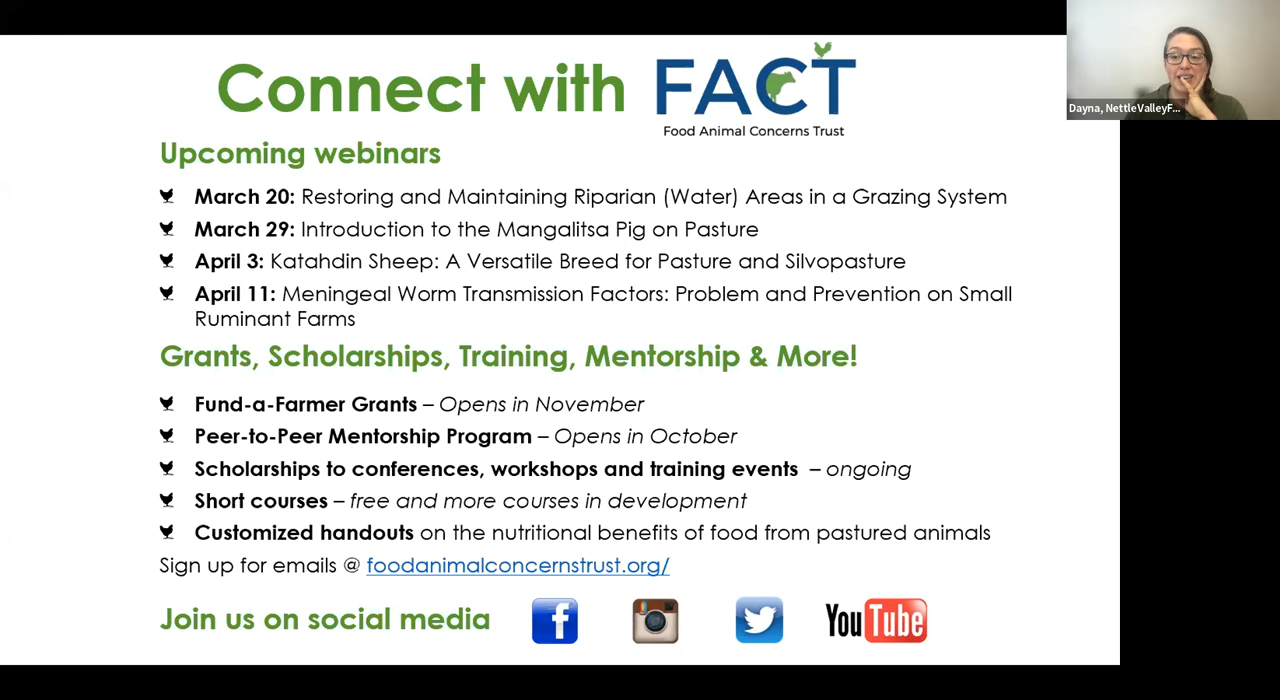 Connect with FACT
Food Animal Concerns Trust
Dayna, NettleValleyF...
Upcoming webinars
March 20: Restoring and Maintaining Riparian (Water) Areas in a Grazing System
March 29: Introduction to the Mangalitsa Pig on Pasture
April 3: Katahdin Sheep: A Versatile Breed for Pasture and Silvopasture
April 11: Meningeal Worm Transmission Factors: Problem and Prevention on Small
Ruminant Farms
Grants, Scholarships, Training, Mentorship & More!
Fund-a-Farmer Grants – Opens in November
Peer-to-Peer Mentorship Program – Opens in October
Scholarships to conferences, workshops and training events – ongoing
Short courses – free and more courses in development
Customized handouts on the nutritional benefits of food from pastured animals
Sign up for emails @ foodanimalconcernstrust.org/
Join us on social media
f
YouTube